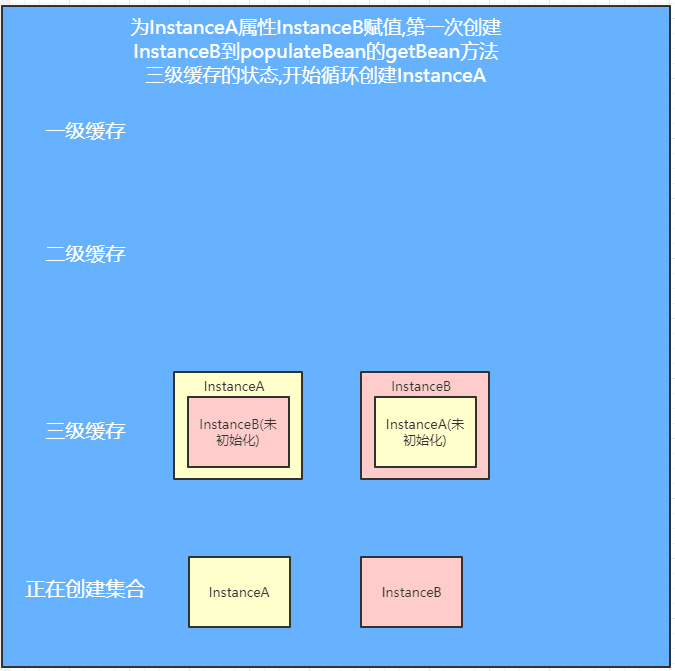 为InstanceA属性InstanceB赋值,第一次创建
InstanceB到populateBean的getBean方法
三级缓存的状态,开始循环创建InstanceA
一级缓存
二级缓存
三级缓存
InstanceA
InstanceB(未
初始化)
InstanceB
InstanceA(未
初始化)
正在创建集合
InstanceA
InstanceB